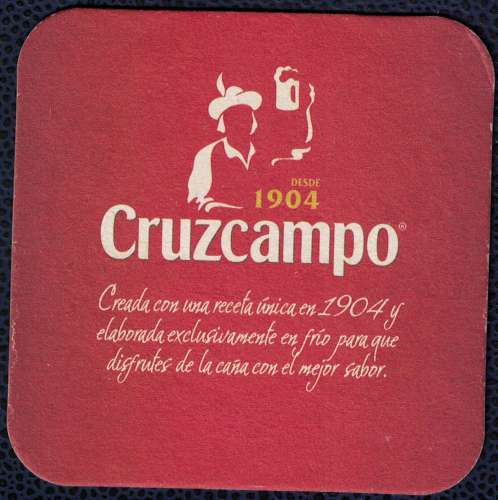 DESDE
1904
Cruzcampo®
Creada con una receta única en 1904 y
elaborada exclusivamente en frío para que
disfrutes de la caña con el mejor sabor.